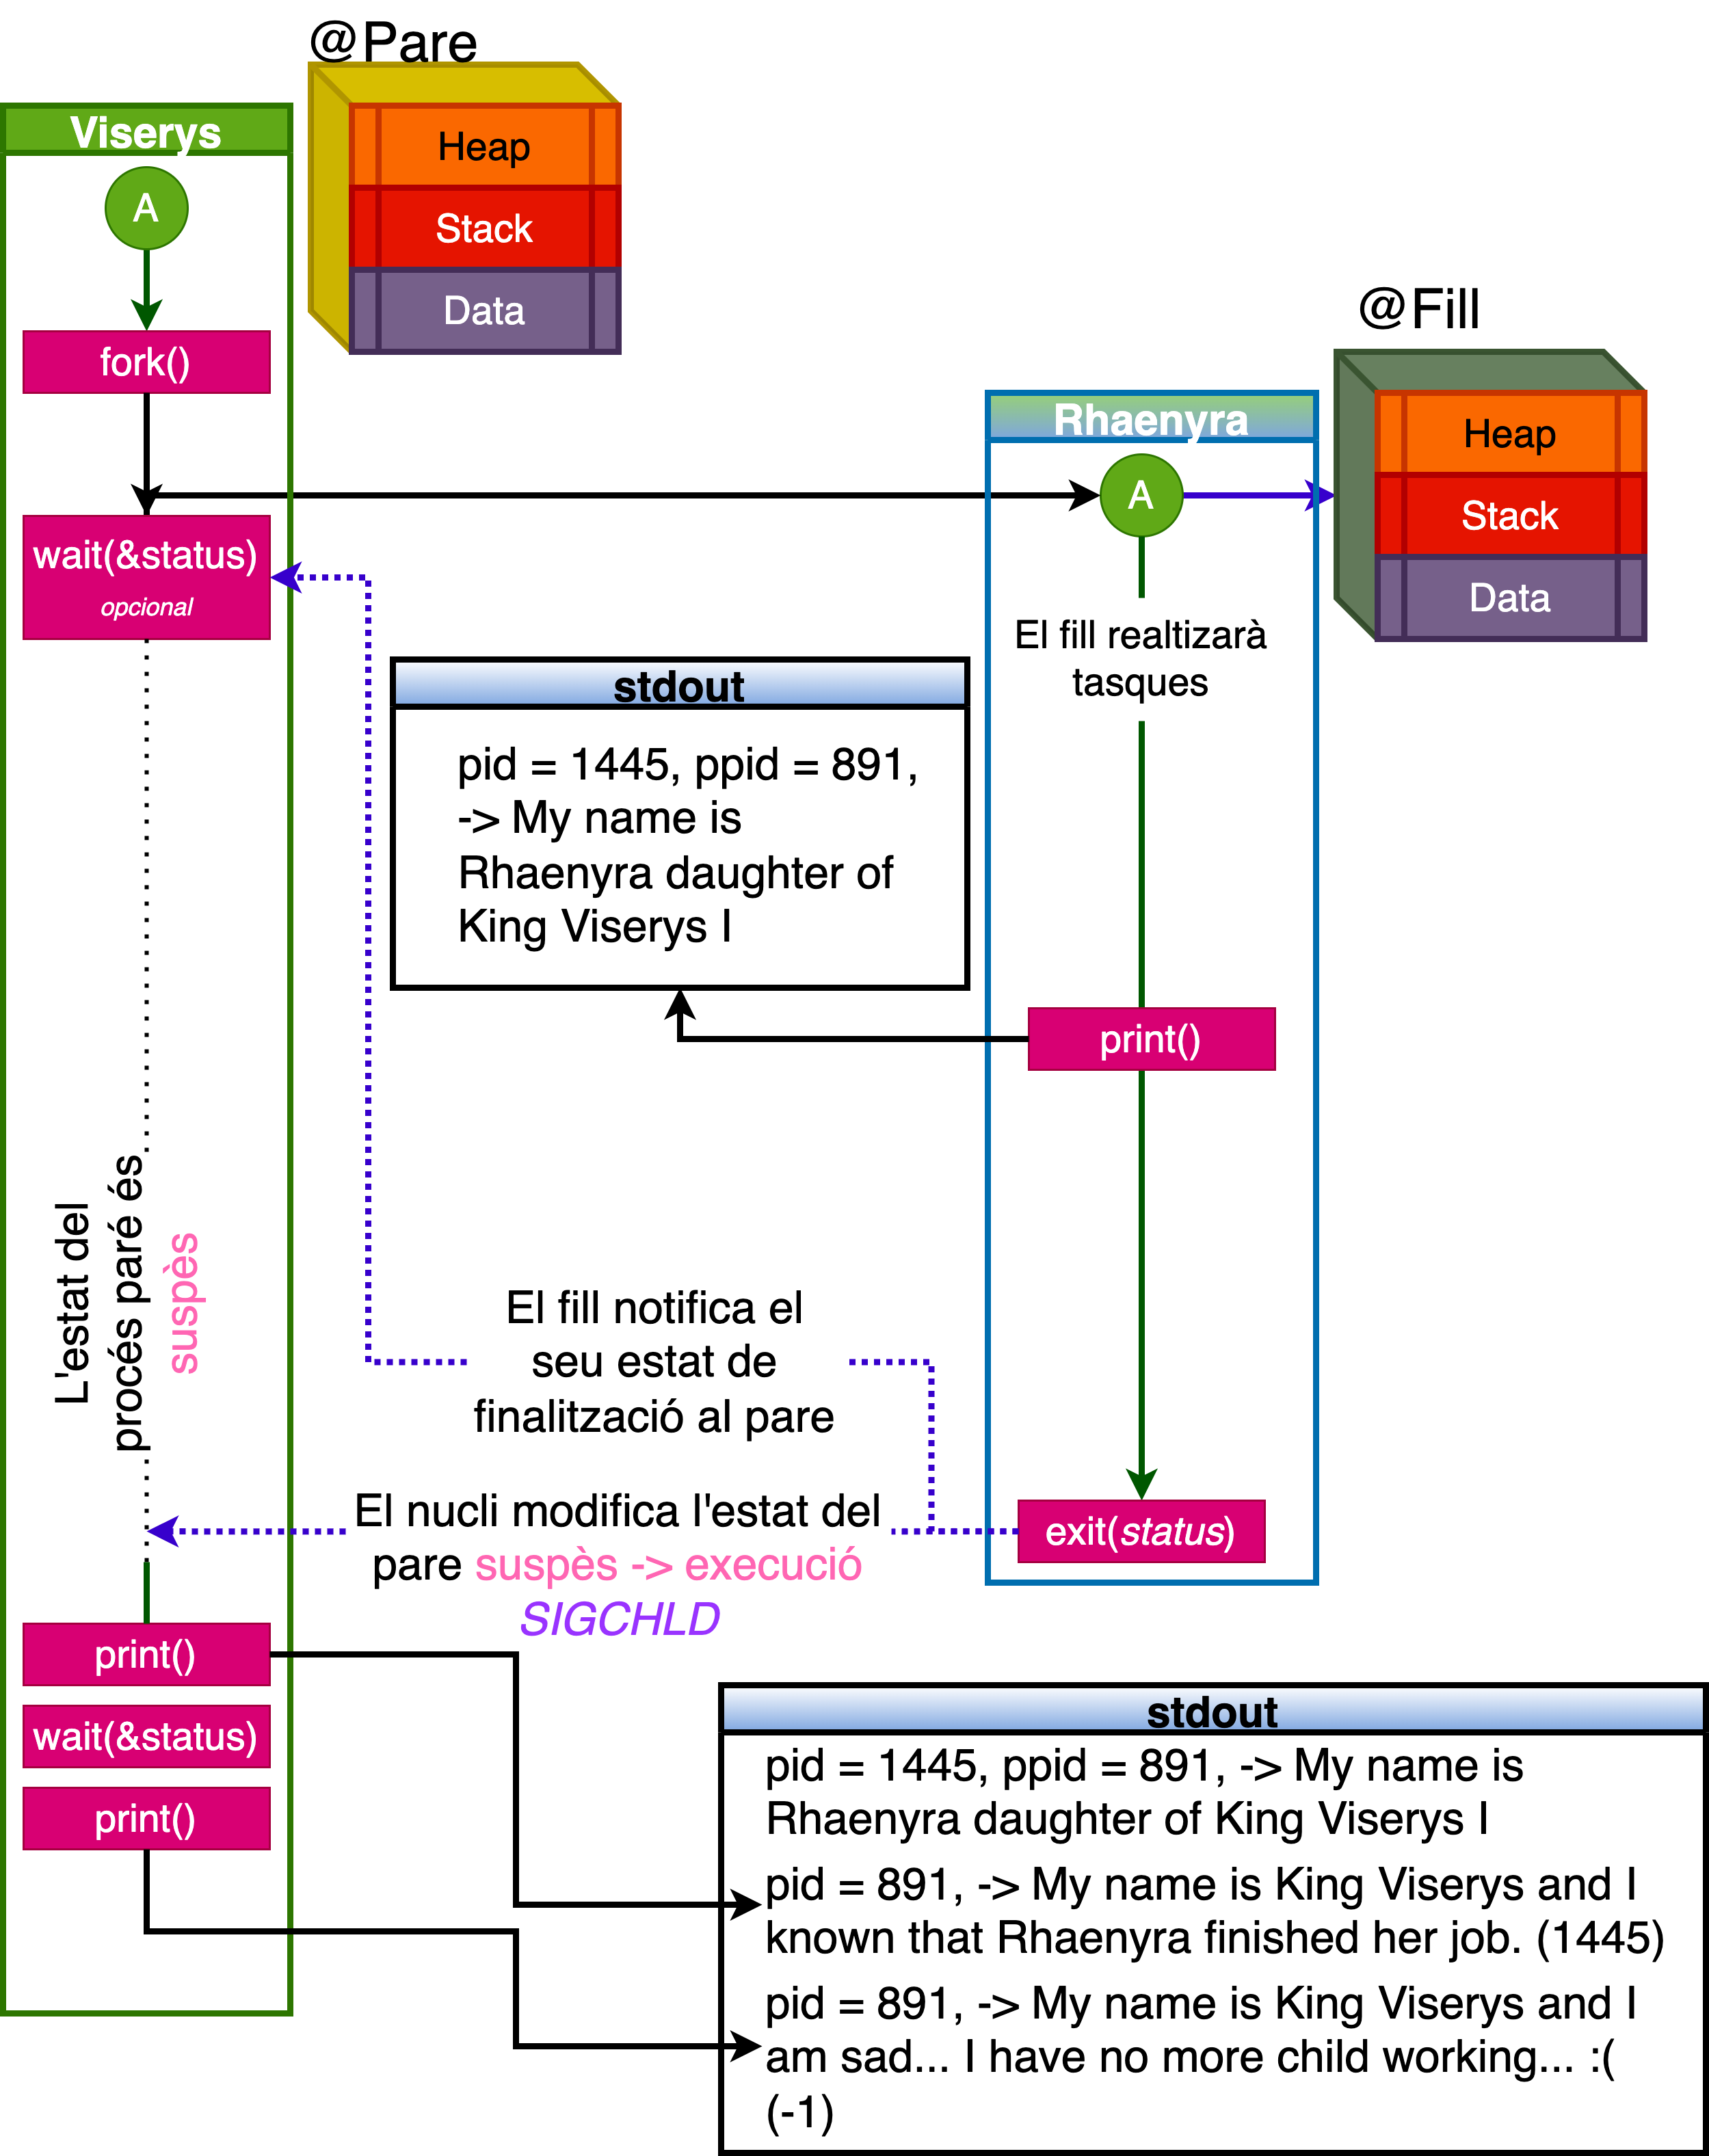 @Pare
Viserys
A
Heap
Stack
Data
fork()
@Fill
Rhaenyra
A
Heap
Stack
Data
wait(&status)
opcional
El fill realtizarà
tasques
stdout
pid = 1445, ppid = 891,
-> My name is
Rhaenyra daughter of
King Viserys I
print()
L'estat del
procés paré és
suspès
El fill notifica el
seu estat de
finalització al pare
El nucli modifica l'estat del
pare suspès -> execució
SIGCHLD
exit(status)
print()
wait(&status)
print()
stdout
pid = 1445, ppid = 891, -> My name is
Rhaenyra daughter of King Viserys I
pid = 891, -> My name is King Viserys and I
known that Rhaenyra finished her job. (1445)
pid = 891, -> My name is King Viserys and I
am sad... I have no more child working... :(
(-1)